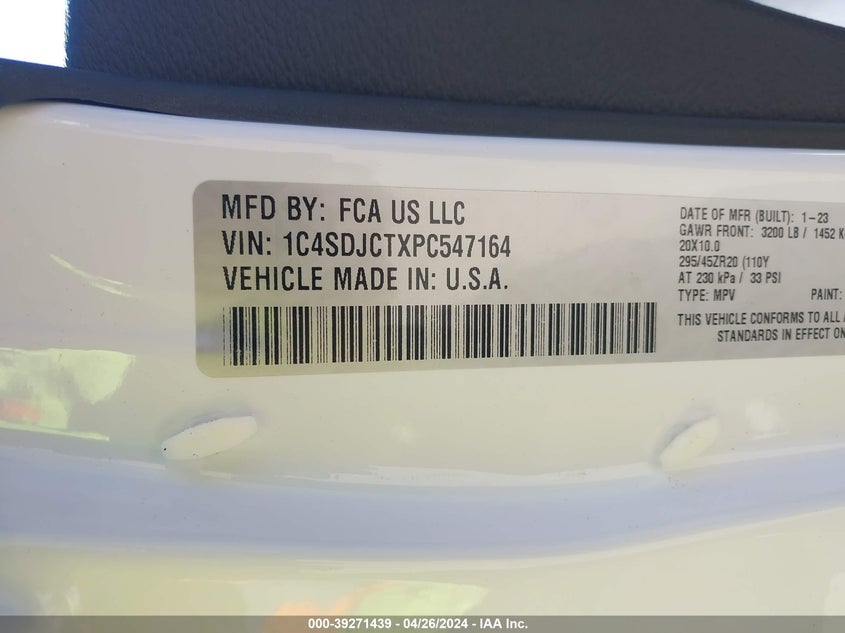 MFD BY: FCA US LLC
VIN: 1C4SDJCTXPC547164
VEHICLE MADE IN: U.S.A.
DATE OF MFR (BUILT): 1-23
GAWR FRONT: 3200 LB / 1452 K
20X10.0
295/45ZR20 (110Y
AT 230 kPa / 33 PSI
TYPE: MPV PAINT:
THIS VEHICLE CONFORMS TO ALL
STANDARDS IN EFFECT ON
000-39271439 - 04/26/2024 - IAA Inc.